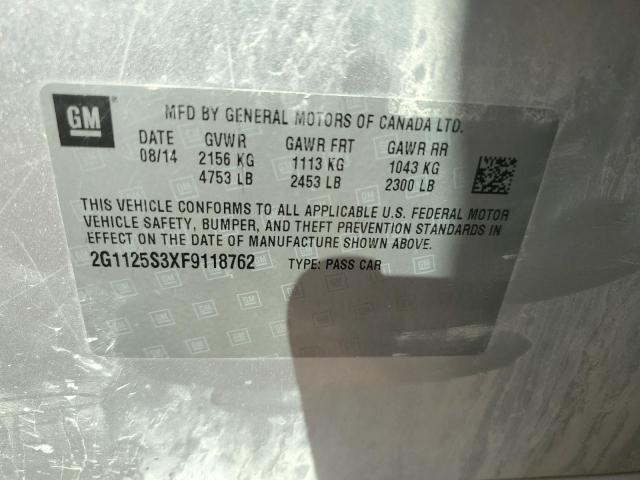 GM
MFD BY GENERAL MOTORS OF CANADA LTD.
DATE GVWR GAWR FRT GAWR RR
08/14 2156 KG 1113 KG 1043 KG
4753 LB 2453 LB 2300 LB
THIS VEHICLE CONFORMS TO ALL APPLICABLE U.S. FEDERAL MOTOR
VEHICLE SAFETY, BUMPER, AND THEFT PREVENTION STANDARDS IN
EFFECT ON THE DATE OF MANUFACTURE SHOWN ABOVE.
2G1125S3XF9118762 TYPE: PASS CAR